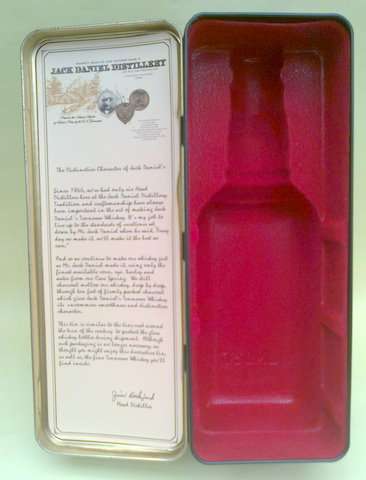 JACK DANIEL DISTILLERY
The Distinctive Character of Jack Daniel's
Since 1866, we've had only six Head
Distillers here at the Jack Daniel Distillery.
Tradition and craftsmanship have always
been important in the art of making Jack
Daniel's Tennessee Whiskey. It's my job to
live up to the standards of excellence set
down by Mr. Jack Daniel when he said, "Every
day we make it, we'll make it the best we
can."
And so we continue to make our whiskey just
as Mr. Jack Daniel made it, using only the
finest available corn, rye, barley and
water from our Cave Spring. We still
charcoal mellow our whiskey, drop by drop,
through ten feet of firmly packed charcoal
which gives Jack Daniel's Tennessee Whiskey
its uncommon smoothness and distinctive
character.
This tin is similar to the tins used around
the turn of the century to protect the glass
whiskey bottles during shipment. Although
such packaging is no longer necessary, we
thought you might enjoy this decorative tin,
as well as, the fine Tennessee Whiskey you'll
find inside.
Jimmy Bedford
Head Distiller